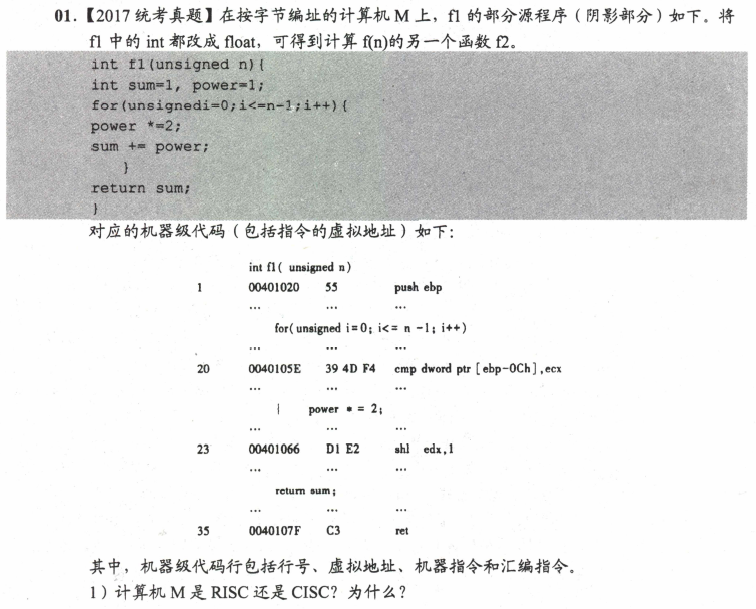 01.【2017 统考真题】在按字节编址的计算机 M 上，f1 的部分源程序（阴影部分）如下。将
f1 中的 int 都改成 float，可得到计算 f(n)的另一个函数 f2。
int f1(unsigned n){
int sum=1, power=1;
for(unsignedi=0;i<=n-1;i++){
power *=2;
sum += power;
}
return sum;
}
对应的机器级代码（包括指令的虚拟地址）如下：
int f1( unsigned n)
1 00401020 55 push ebp
… … …
for( unsigned i=0; i<= n -1; i++)
… … …
20 0040105E 39 4D F4 cmp dword ptr [ebp-0Ch],ecx
… … …
{ power * = 2;
… … …
23 00401066 D1 E2 shl edx,1
… … …
return sum;
… … …
35 0040107F C3 ret
其中，机器级代码行包括行号、虚拟地址、机器指令和汇编指令。
1）计算机 M 是 RISC 还是 CISC？为什么？